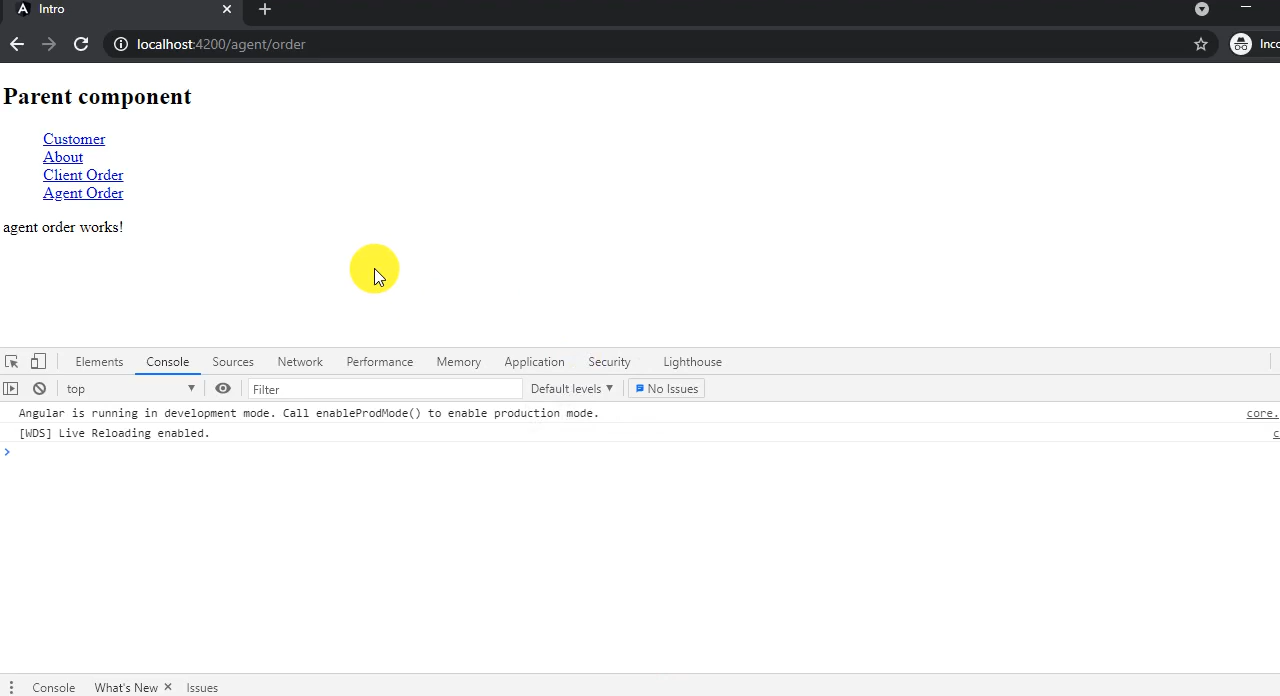 Intro
localhost:4200/agent/order
Parent component
Customer
About
Client Order
Agent Order
agent order works!
Elements Console Sources Network Performance Memory Application Security Lighthouse
top Filter Default levels No Issues
Angular is running in development mode. Call enableProdMode() to enable production mode. core.
[WDS] Live Reloading enabled. c
Console What's New Issues